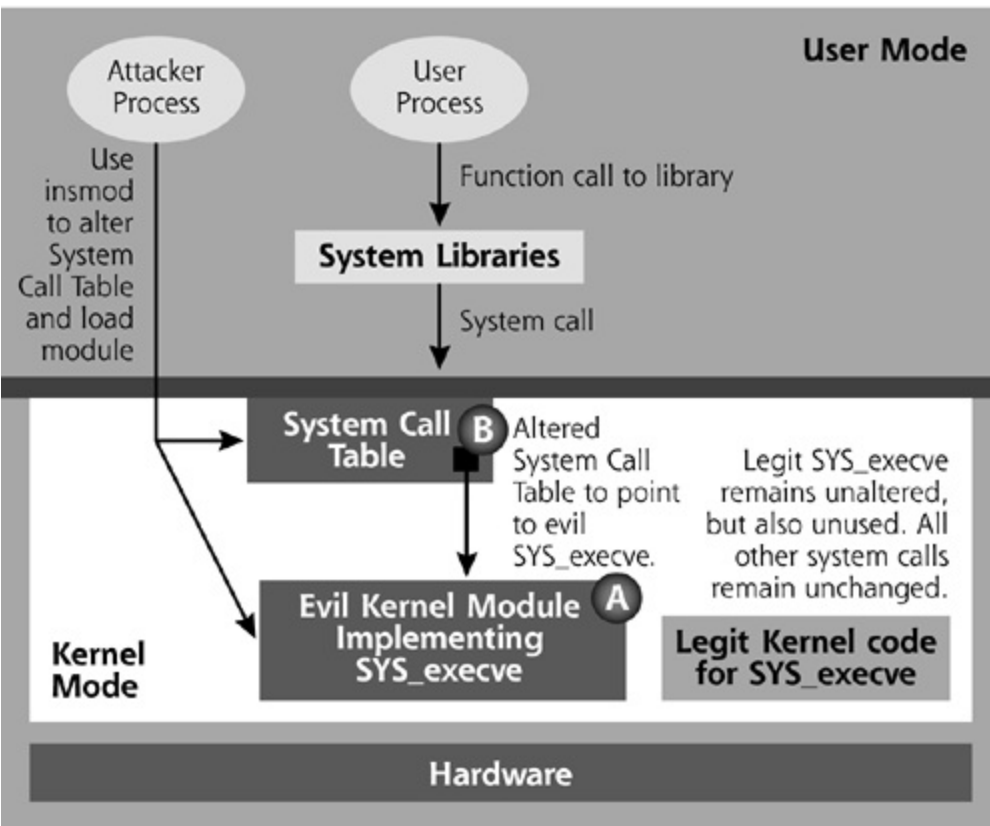 User Mode
Attacker
Process
User
Process
Use
insmod
to alter
System
Call Table
and load
module
Function call to library
System Libraries
System call
System Call
Table
B
Altered
System Call
Table to point
to evil
SYS_execve.
Legit SYS_execve
remains unaltered,
but also unused. All
other system calls
remain unchanged.
Evil Kernel Module
Implementing
SYS_execve
A
Legit Kernel code
for SYS_execve
Kernel
Mode
Hardware